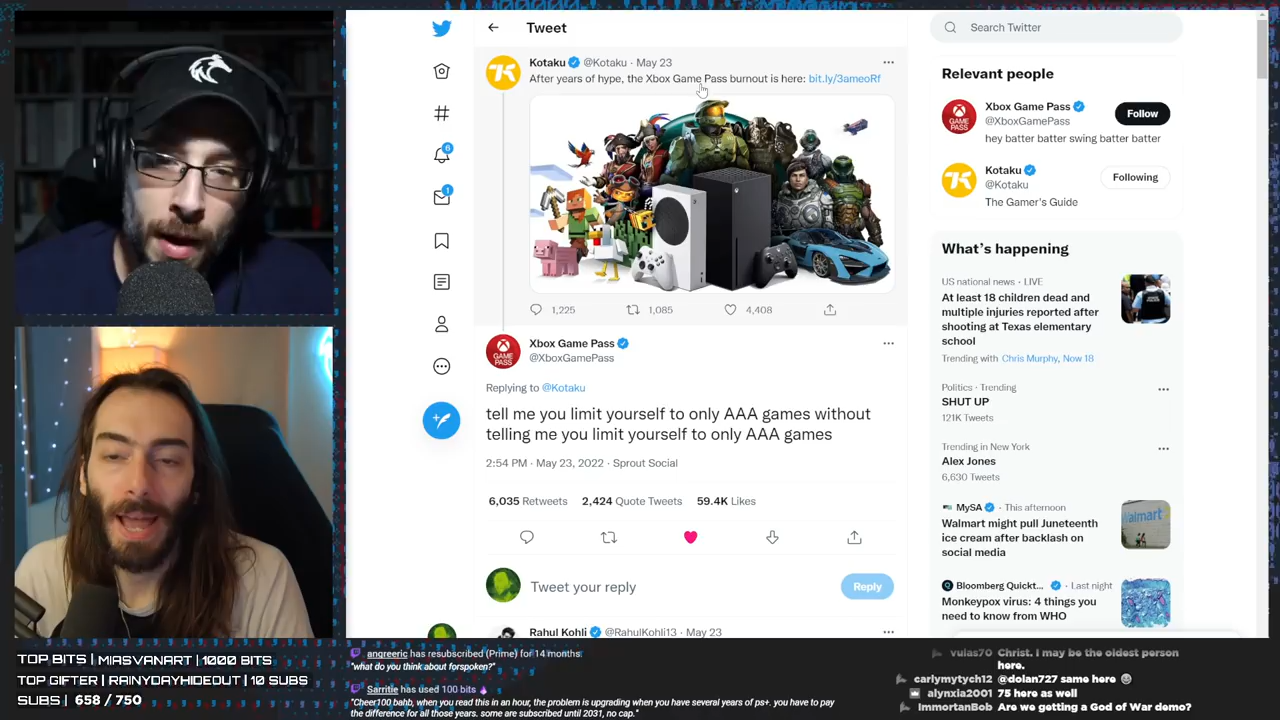 Tweet
Kotaku @Kotaku · May 23
After years of hype, the Xbox Game Pass burnout is here: bit.ly/3ameoRf
1,225 1,085 4,408
Xbox Game Pass
@XboxGamePass
Replying to @Kotaku
tell me you limit yourself to only AAA games without
telling me you limit yourself to only AAA games
2:54 PM · May 23, 2022 · Sprout Social
6,035 Retweets 2,424 Quote Tweets 59.4K Likes
Tweet your reply
Reply
Rahul Kohli @RahulKohli13 · May 23
6
1
GAME PASS
Search Twitter
Relevant people
GAME PASS
Xbox Game Pass
@XboxGamePass
Follow
hey batter batter swing batter batter
Kotaku
@Kotaku
Following
The Gamer's Guide
What's happening
US national news · LIVE
At least 18 children dead and
multiple injuries reported after
shooting at Texas elementary
school
Trending with Chris Murphy, Now 18
Politics · Trending
SHUT UP
121K Tweets
Trending in New York
Alex Jones
6,630 Tweets
MySA · This afternoon
Walmart might pull Juneteenth
ice cream after backlash on
social media
Walmart
Bloomberg Quickt... · Last night
Monkeypox virus: 4 things you
need to know from WHO
TOP BITS | MIASVANART | 1000 BITS
TOP GIFTER | RAINYDAYHIDEOUT | 10 SUBS
SUBS | 658 / 750
angreeric has resubscribed (Prime) for 14 months:
"what do you think about forspoken?"
Sarritie has used 100 bits
"Cheer100 bahb, when you read this in an hour, the problem is upgrading when you have several years of ps+. you have to pay
the difference for all those years. some are subscribed until 2031, no cap."
vulas70 Christ. I may be the oldest person
here.
carlymytych12 @dolan727 same here
alynxia2001 75 here as well
ImmortanBob Are we getting a God of War demo?